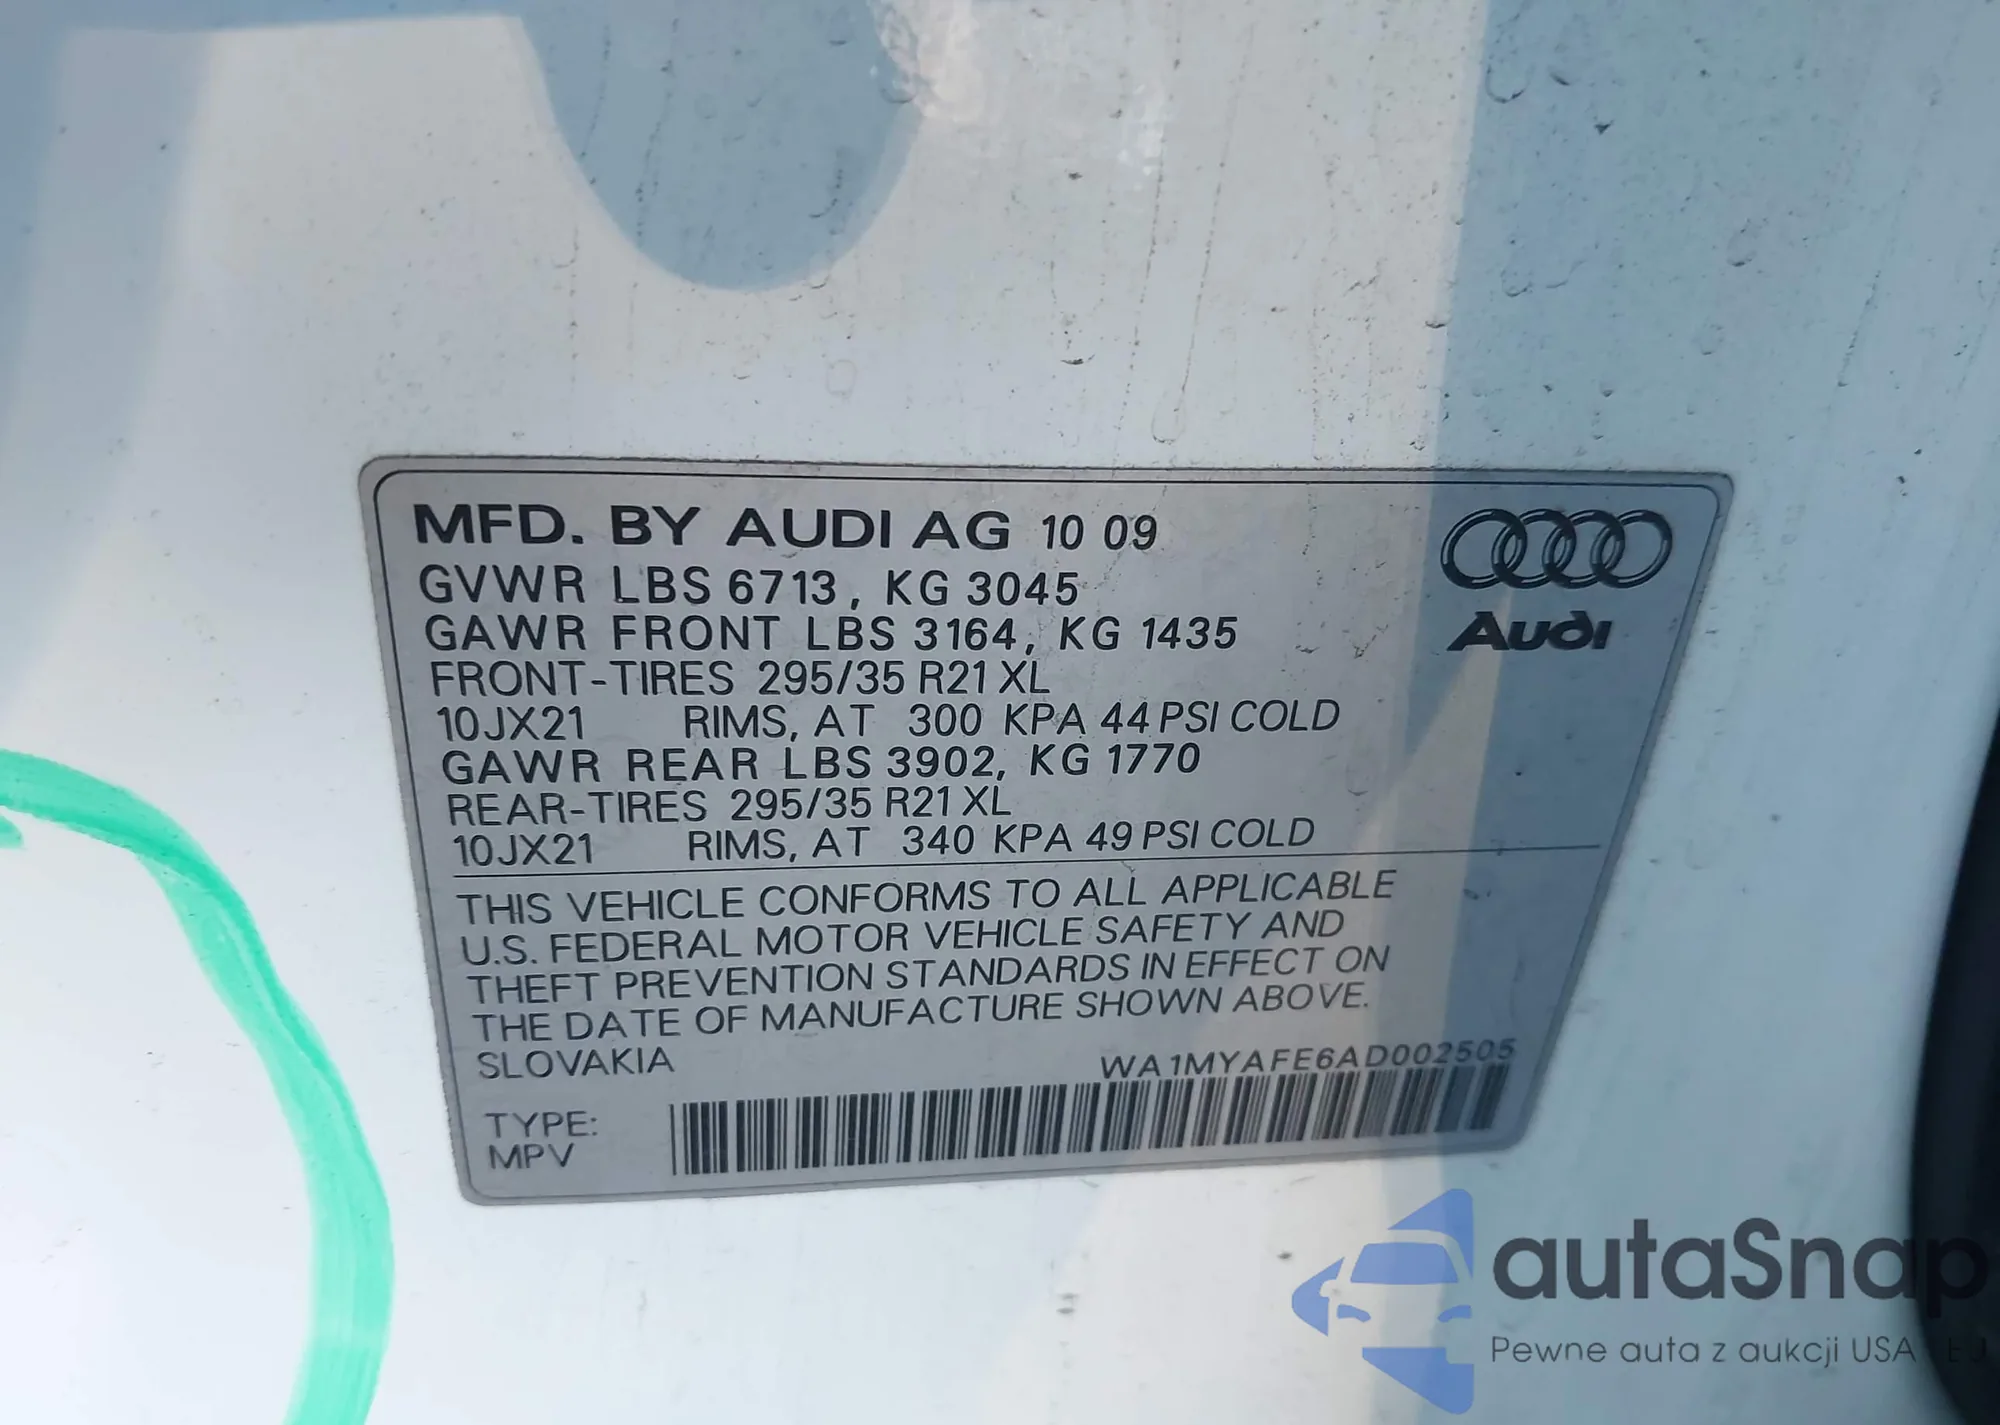 MFD. BY AUDI AG 10 09
GVWR LBS 6713, KG 3045
GAWR FRONT LBS 3164, KG 1435
FRONT-TIRES 295/35 R21 XL
10JX21 RIMS, AT 300 KPA 44 PSI COLD
GAWR REAR LBS 3902, KG 1770
REAR-TIRES 295/35 R21 XL
10JX21 RIMS, AT 340 KPA 49 PSI COLD
Audi
THIS VEHICLE CONFORMS TO ALL APPLICABLE
U.S. FEDERAL MOTOR VEHICLE SAFETY AND
THEFT PREVENTION STANDARDS IN EFFECT ON
THE DATE OF MANUFACTURE SHOWN ABOVE.
SLOVAKIA WA1MYAFE6AD002505
TYPE:
MPV
autaSnap
Pewne auta z aukcji USA